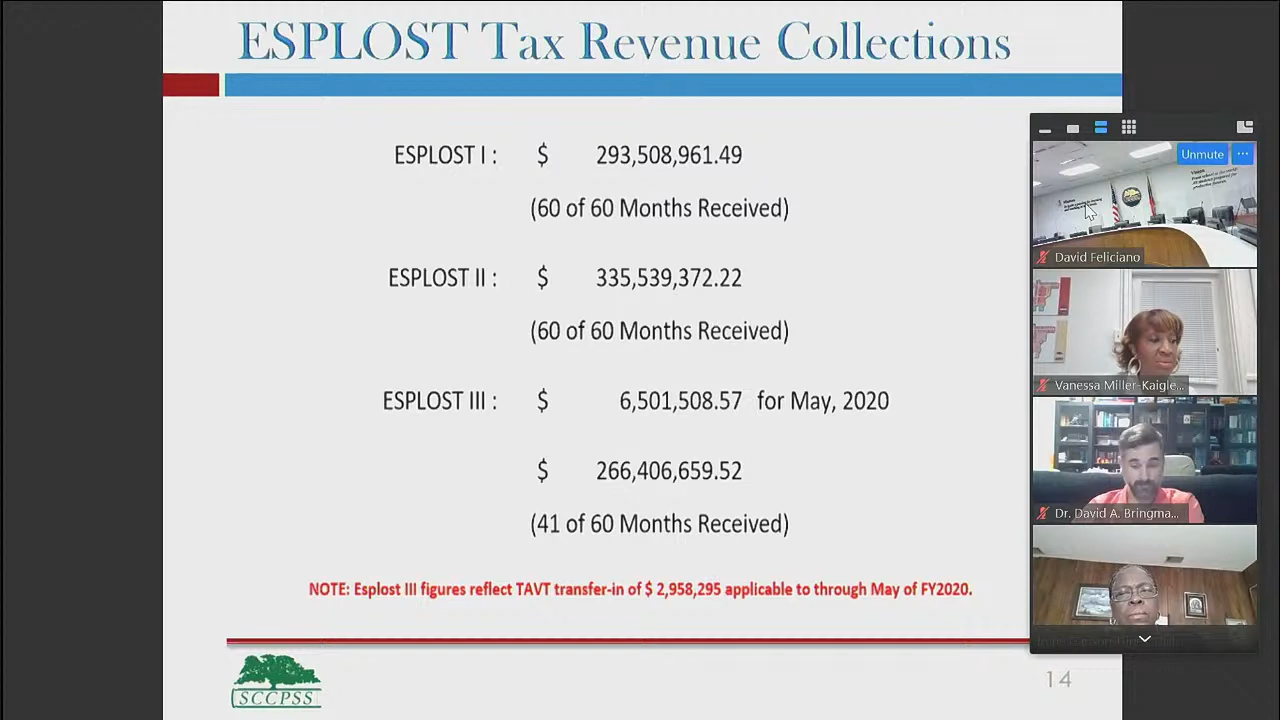 ESPLOST Tax Revenue Collections
ESPLOST I : $ 293,508,961.49
(60 of 60 Months Received)
ESPLOST II : $ 335,539,372.22
(60 of 60 Months Received)
ESPLOST III : $ 6,501,508.57 for May, 2020
$ 266,406,659.52
(41 of 60 Months Received)
NOTE: Esplost III figures reflect TAVT transfer-in of $ 2,958,295 applicable to through May of FY2020.
SCCPSS
14
Unmute
...
David Feliciano
Vanessa Miller-Kaigle...
Dr. David A. Bringma...